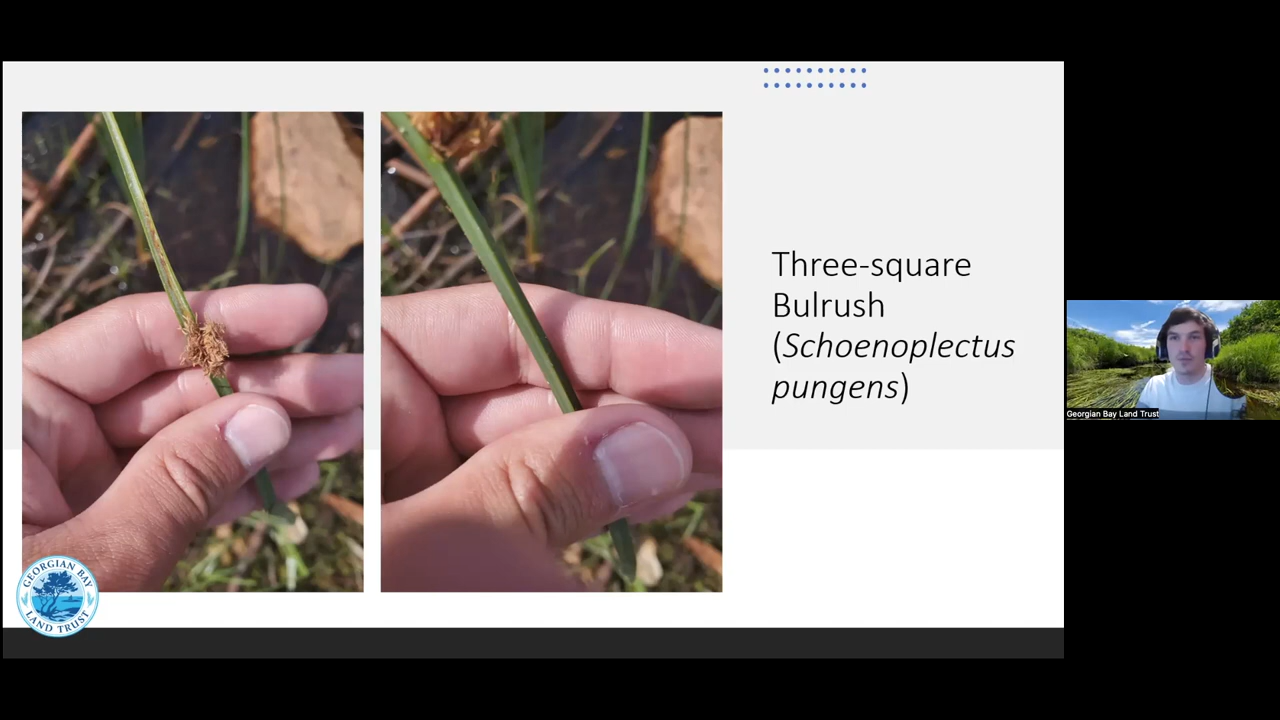 Three-square
Bulrush
(Schoenoplectus
pungens)
Georgian Bay Land Trust
GEORGIAN BAY
LAND TRUST